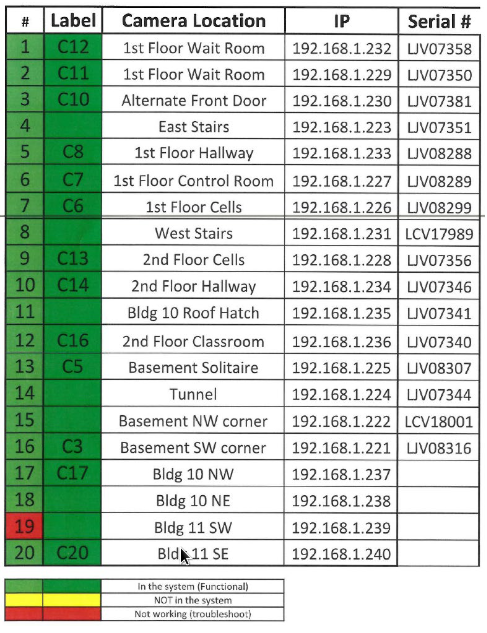 # Label Camera Location IP Serial #
1 C12 1st Floor Wait Room 192.168.1.232 LJV07358
2 C11 1st Floor Wait Room 192.168.1.229 LJV07350
3 C10 Alternate Front Door 192.168.1.230 LJV07381
4 East Stairs 192.168.1.223 LJV07351
5 C8 1st Floor Hallway 192.168.1.233 LJV08288
6 C7 1st Floor Control Room 192.168.1.227 LJV08289
7 C6 1st Floor Cells 192.168.1.226 LJV08299
8 West Stairs 192.168.1.231 LCV17989
9 C13 2nd Floor Cells 192.168.1.228 LJV07356
10 C14 2nd Floor Hallway 192.168.1.234 LJV07346
11 Bldg 10 Roof Hatch 192.168.1.235 LJV07341
12 C16 2nd Floor Classroom 192.168.1.236 LJV07340
13 C5 Basement Solitaire 192.168.1.225 LJV08307
14 Tunnel 192.168.1.224 LJV07344
15 Basement NW corner 192.168.1.222 LCV18001
16 C3 Basement SW corner 192.168.1.221 LJV08316
17 C17 Bldg 10 NW 192.168.1.237
18 Bldg 10 NE 192.168.1.238
19 Bldg 11 SW 192.168.1.239
20 C20 Bldg 11 SE 192.168.1.240
In the system (Functional)
NOT in the system
Not working (troubleshoot)